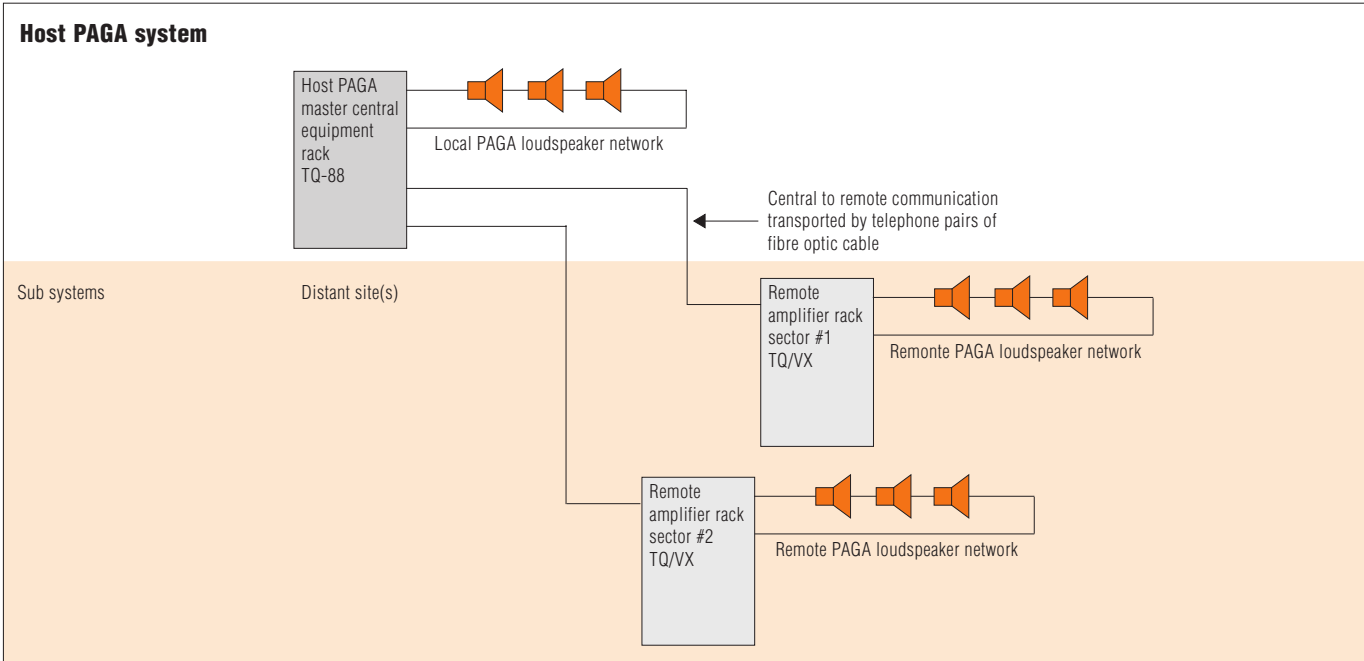 Host PAGA system
Host PAGA
master central
equipment
rack
TQ-88
Local PAGA loudspeaker network
Central to remote communication
transported by telephone pairs of
fibre optic cable
Sub systems
Distant site(s)
Remote
amplifier rack
sector #1
TQ/VX
Remonte PAGA loudspeaker network
Remote
amplifier rack
sector #2
TQ/VX
Remote PAGA loudspeaker network